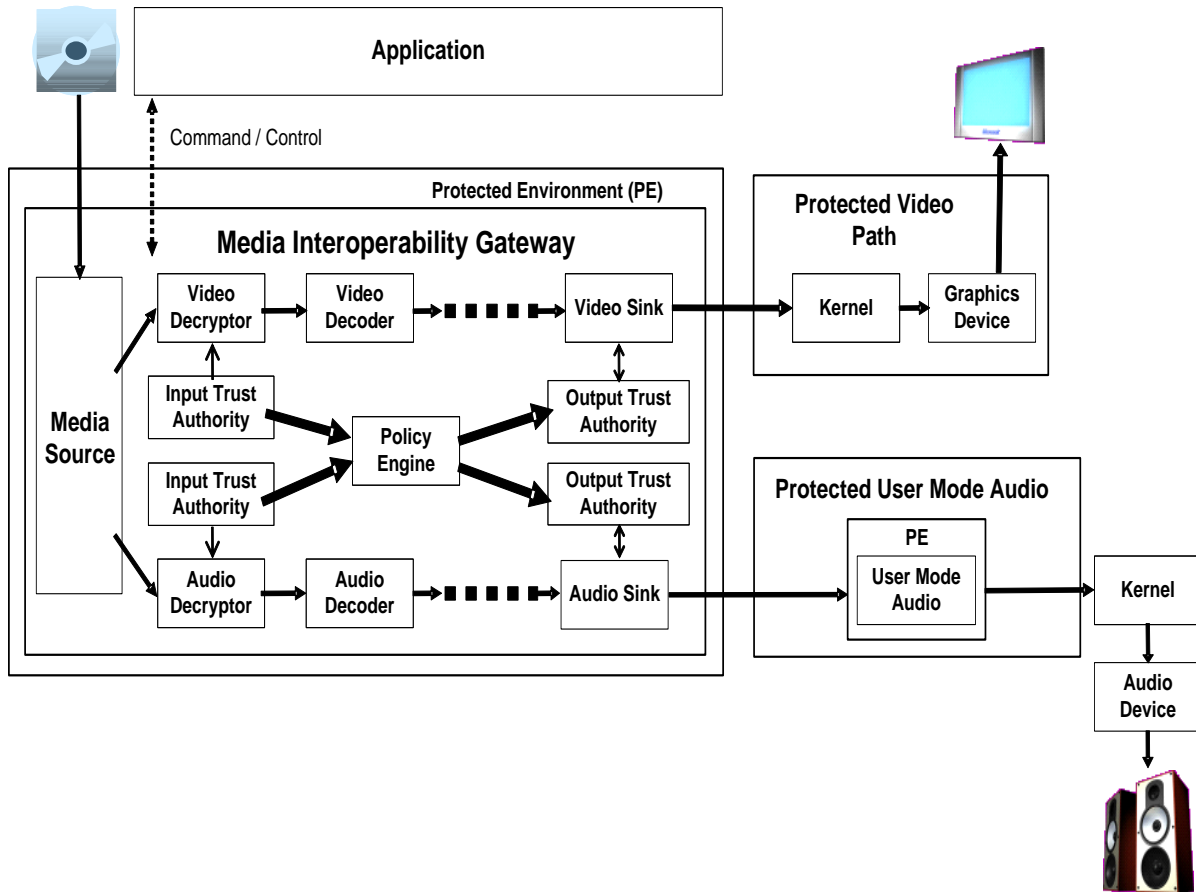 Application
Command / Control
Protected Environment (PE)
Media Interoperability Gateway
Media
Source
Video
Decryptor
Video
Decoder
Video Sink
Input Trust
Authority
Policy
Engine
Output Trust
Authority
Input Trust
Authority
Output Trust
Authority
Audio
Decryptor
Audio
Decoder
Audio Sink
Protected Video
Path
Kernel
Graphics
Device
Protected User Mode Audio
PE
User Mode
Audio
Kernel
Audio
Device